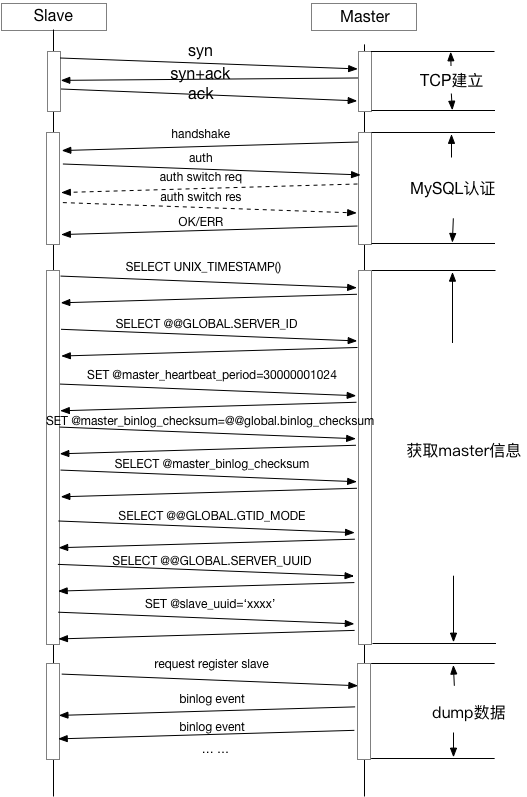 Slave
Master
syn
syn+ack
ack
TCP建立
handshake
auth
auth switch req
auth switch res
OK/ERR
MySQL认证
SELECT UNIX_TIMESTAMP()
SELECT @@GLOBAL.SERVER_ID
SET @master_heartbeat_period=30000001024
SET @master_binlog_checksum=@@global.binlog_checksum
SELECT @master_binlog_checksum
SELECT @@GLOBAL.GTID_MODE
SELECT @@GLOBAL.SERVER_UUID
SET @slave_uuid=‘xxxx’
获取master信息
request register slave
binlog event
binlog event
... ...
dump数据